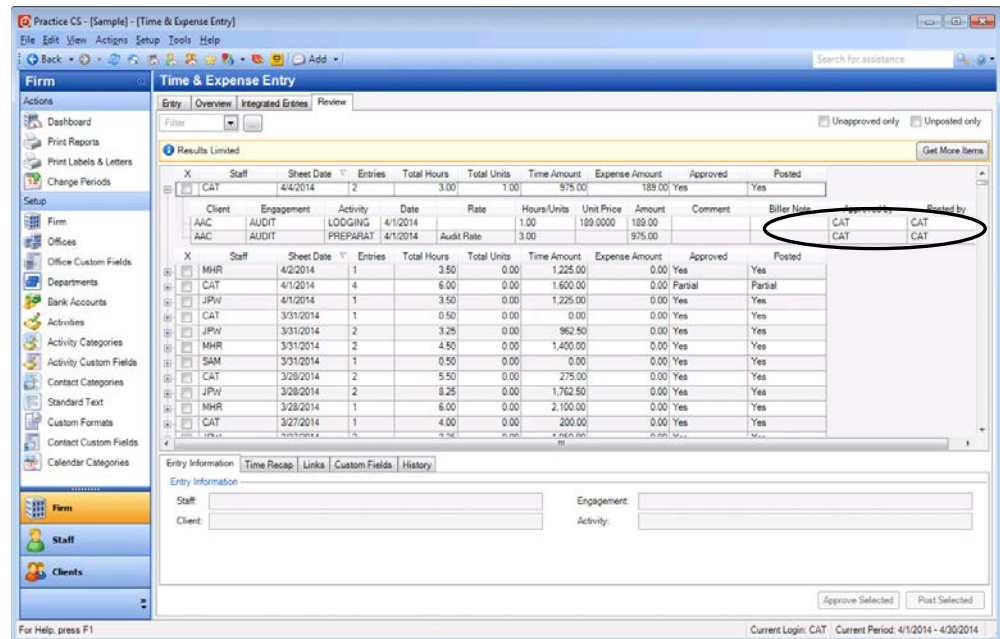 Practice CS - [Sample] - [Time & Expense Entry]
File Edit View Actions Setup Tools Help
Back Add Search for assistance
Firm
Time & Expense Entry
Actions
Dashboard
Print Reports
Print Labels & Letters
Change Periods
Setup
Firm
Offices
Office Custom Fields
Departments
Bank Accounts
Activities
Activity Categories
Activity Custom Fields
Contact Categories
Standard Text
Custom Formats
Contact Custom Fields
Calendar Categories
Firm
Staff
Clients
Entry Overview Integrated Entries Review
Filter ... Unapproved only Unposted only
Results Limited Get More Items
X Staff Sheet Date Entries Total Hours Total Units Time Amount Expense Amount Approved Posted
CAT 4/4/2014 2 3.00 1.00 975.00 189.00 Yes Yes
Client Engagement Activity Date Rate Hours/Units Unit Price Amount Comment Biller Note Approved by Posted by
AAC AUDIT LODGING 4/1/2014 1.00 189.0000 189.00 CAT CAT
AAC AUDIT PREPARAT 4/1/2014 Audit Rate 3.00 975.00 CAT CAT
X Staff Sheet Date Entries Total Hours Total Units Time Amount Expense Amount Approved Posted
MHR 4/2/2014 1 3.50 0.00 1,225.00 0.00 Yes Yes
CAT 4/1/2014 4 6.00 0.00 1,600.00 0.00 Partial Partial
JPW 4/1/2014 1 3.50 0.00 1,225.00 0.00 Yes Yes
CAT 3/31/2014 1 0.50 0.00 0.00 0.00 Yes Yes
JPW 3/31/2014 2 3.25 0.00 962.50 0.00 Yes Yes
MHR 3/31/2014 2 4.50 0.00 1,400.00 0.00 Yes Yes
SAM 3/31/2014 1 0.50 0.00 0.00 0.00 Yes Yes
CAT 3/28/2014 2 5.50 0.00 275.00 0.00 Yes Yes
JPW 3/28/2014 2 8.25 0.00 1,762.50 0.00 Yes Yes
MHR 3/28/2014 1 6.00 0.00 2,100.00 0.00 Yes Yes
CAT 3/27/2014 1 4.00 0.00 200.00 0.00 Yes Yes
Entry Information Time Recap Links Custom Fields History
Entry Information
Staff: Engagement:
Client: Activity:
Approve Selected Post Selected
For Help, press F1 Current Login: CAT Current Period: 4/1/2014 - 4/30/2014